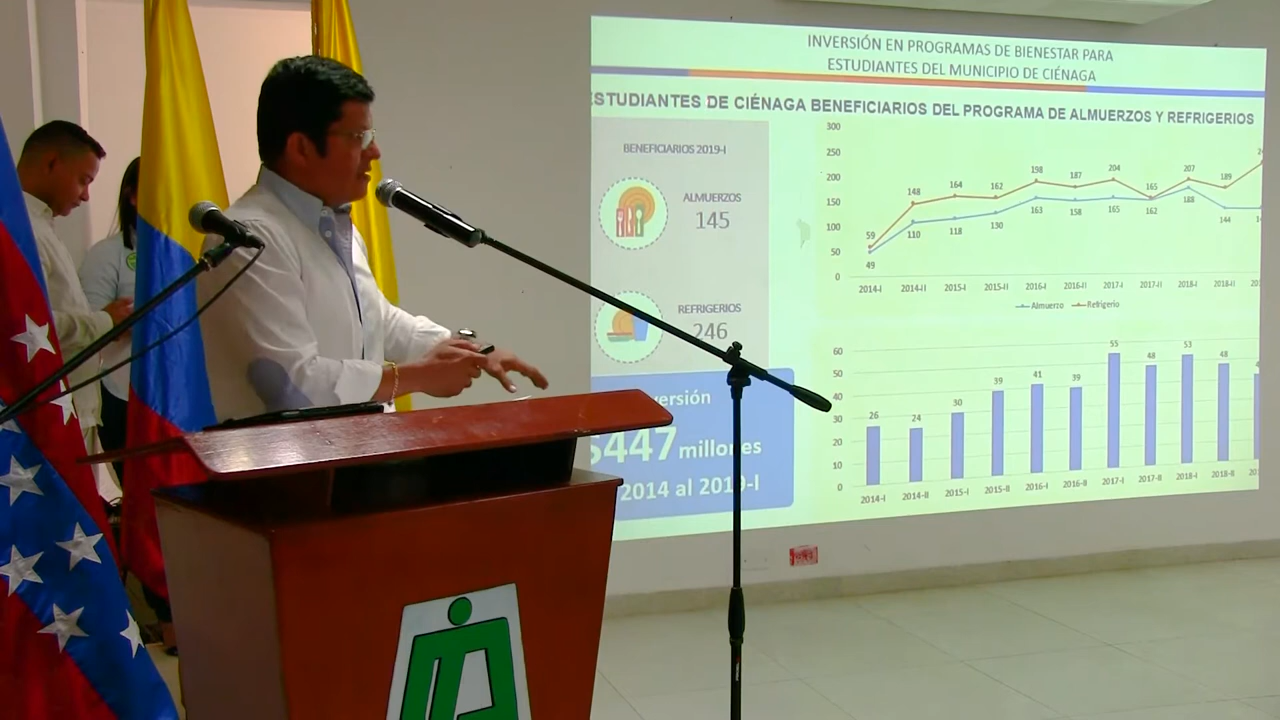 INVERSIÓN EN PROGRAMAS DE BIENESTAR PARA
ESTUDIANTES DEL MUNICIPIO DE CIÉNAGA
ESTUDIANTES DE CIÉNAGA BENEFICIARIOS DEL PROGRAMA DE ALMUERZOS Y REFRIGERIOS
BENEFICIARIOS 2019-I
ALMUERZOS
145
REFRIGERIOS
246
$447 millones
2014 al 2019-I
300
250
200
150
100
50
0
59 148 164 162 198 187 204 165 207 189
49 110 118 130 163 158 165 162 188 144
2014-I 2014-II 2015-I 2015-II 2016-I 2016-II 2017-I 2017-II 2018-I 2018-II
Almuerzo Refrigerio
60
50
40
30
20
10
0
26 24 30 39 41 39 55 48 53 48
2014-I 2014-II 2015-I 2015-II 2016-I 2016-II 2017-I 2017-II 2018-I 2018-II